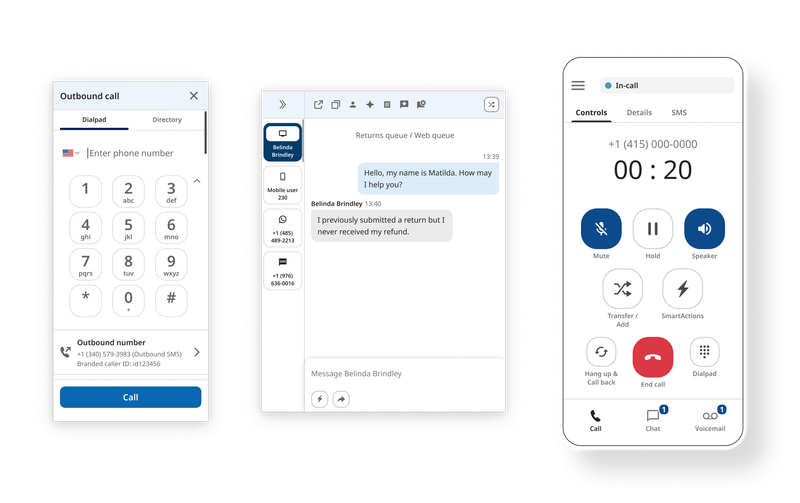 Outbound call
Dialpad
Directory
Enter phone number
1
2
abc
3
def
4
ghi
5
jkl
6
mno
7
pqrs
8
tuv
9
wxyz
*
0
+
#
Outbound number
+1 (340) 579-3983 (Outbound SMS)
Branded caller ID: id123456
Call
Belinda
Brindley
Mobile user
230
+1 (485)
489-2213
+1 (976)
636-0016
Returns queue / Web queue
13:39
Hello, my name is Matilda. How may
I help you?
Belinda Brindley 13:40
I previously submitted a return but I
never received my refund.
Message Belinda Brindley
In-call
Controls
Details
SMS
+1 (415) 000-0000
00 : 20
Mute
Hold
Speaker
Transfer /
Add
SmartActions
Hang up &
Call back
End call
Dialpad
Call
1
Chat
1
Voicemail